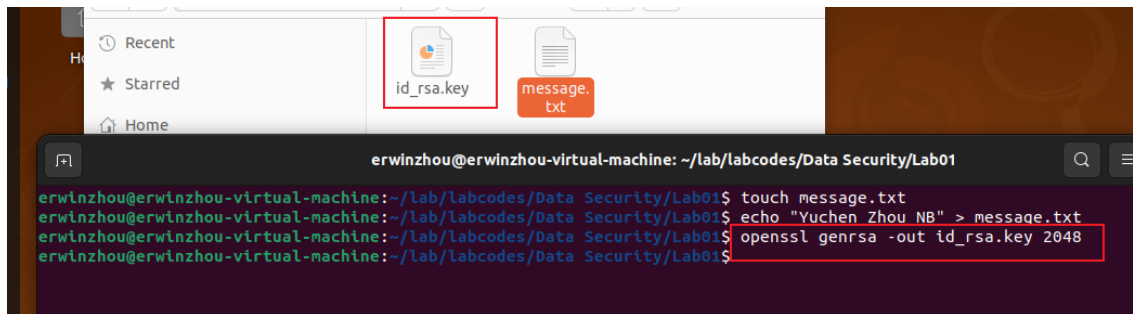 Recent
Starred
Home
id_rsa.key
message.
txt
erwinzhou@erwinzhou-virtual-machine: ~/lab/labcodes/Data Security/Lab01
erwinzhou@erwinzhou-virtual-machine:~/lab/labcodes/Data Security/Lab01$ touch message.txt
erwinzhou@erwinzhou-virtual-machine:~/lab/labcodes/Data Security/Lab01$ echo "Yuchen Zhou NB" > message.txt
erwinzhou@erwinzhou-virtual-machine:~/lab/labcodes/Data Security/Lab01$ openssl genrsa -out id_rsa.key 2048
erwinzhou@erwinzhou-virtual-machine:~/lab/labcodes/Data Security/Lab01$